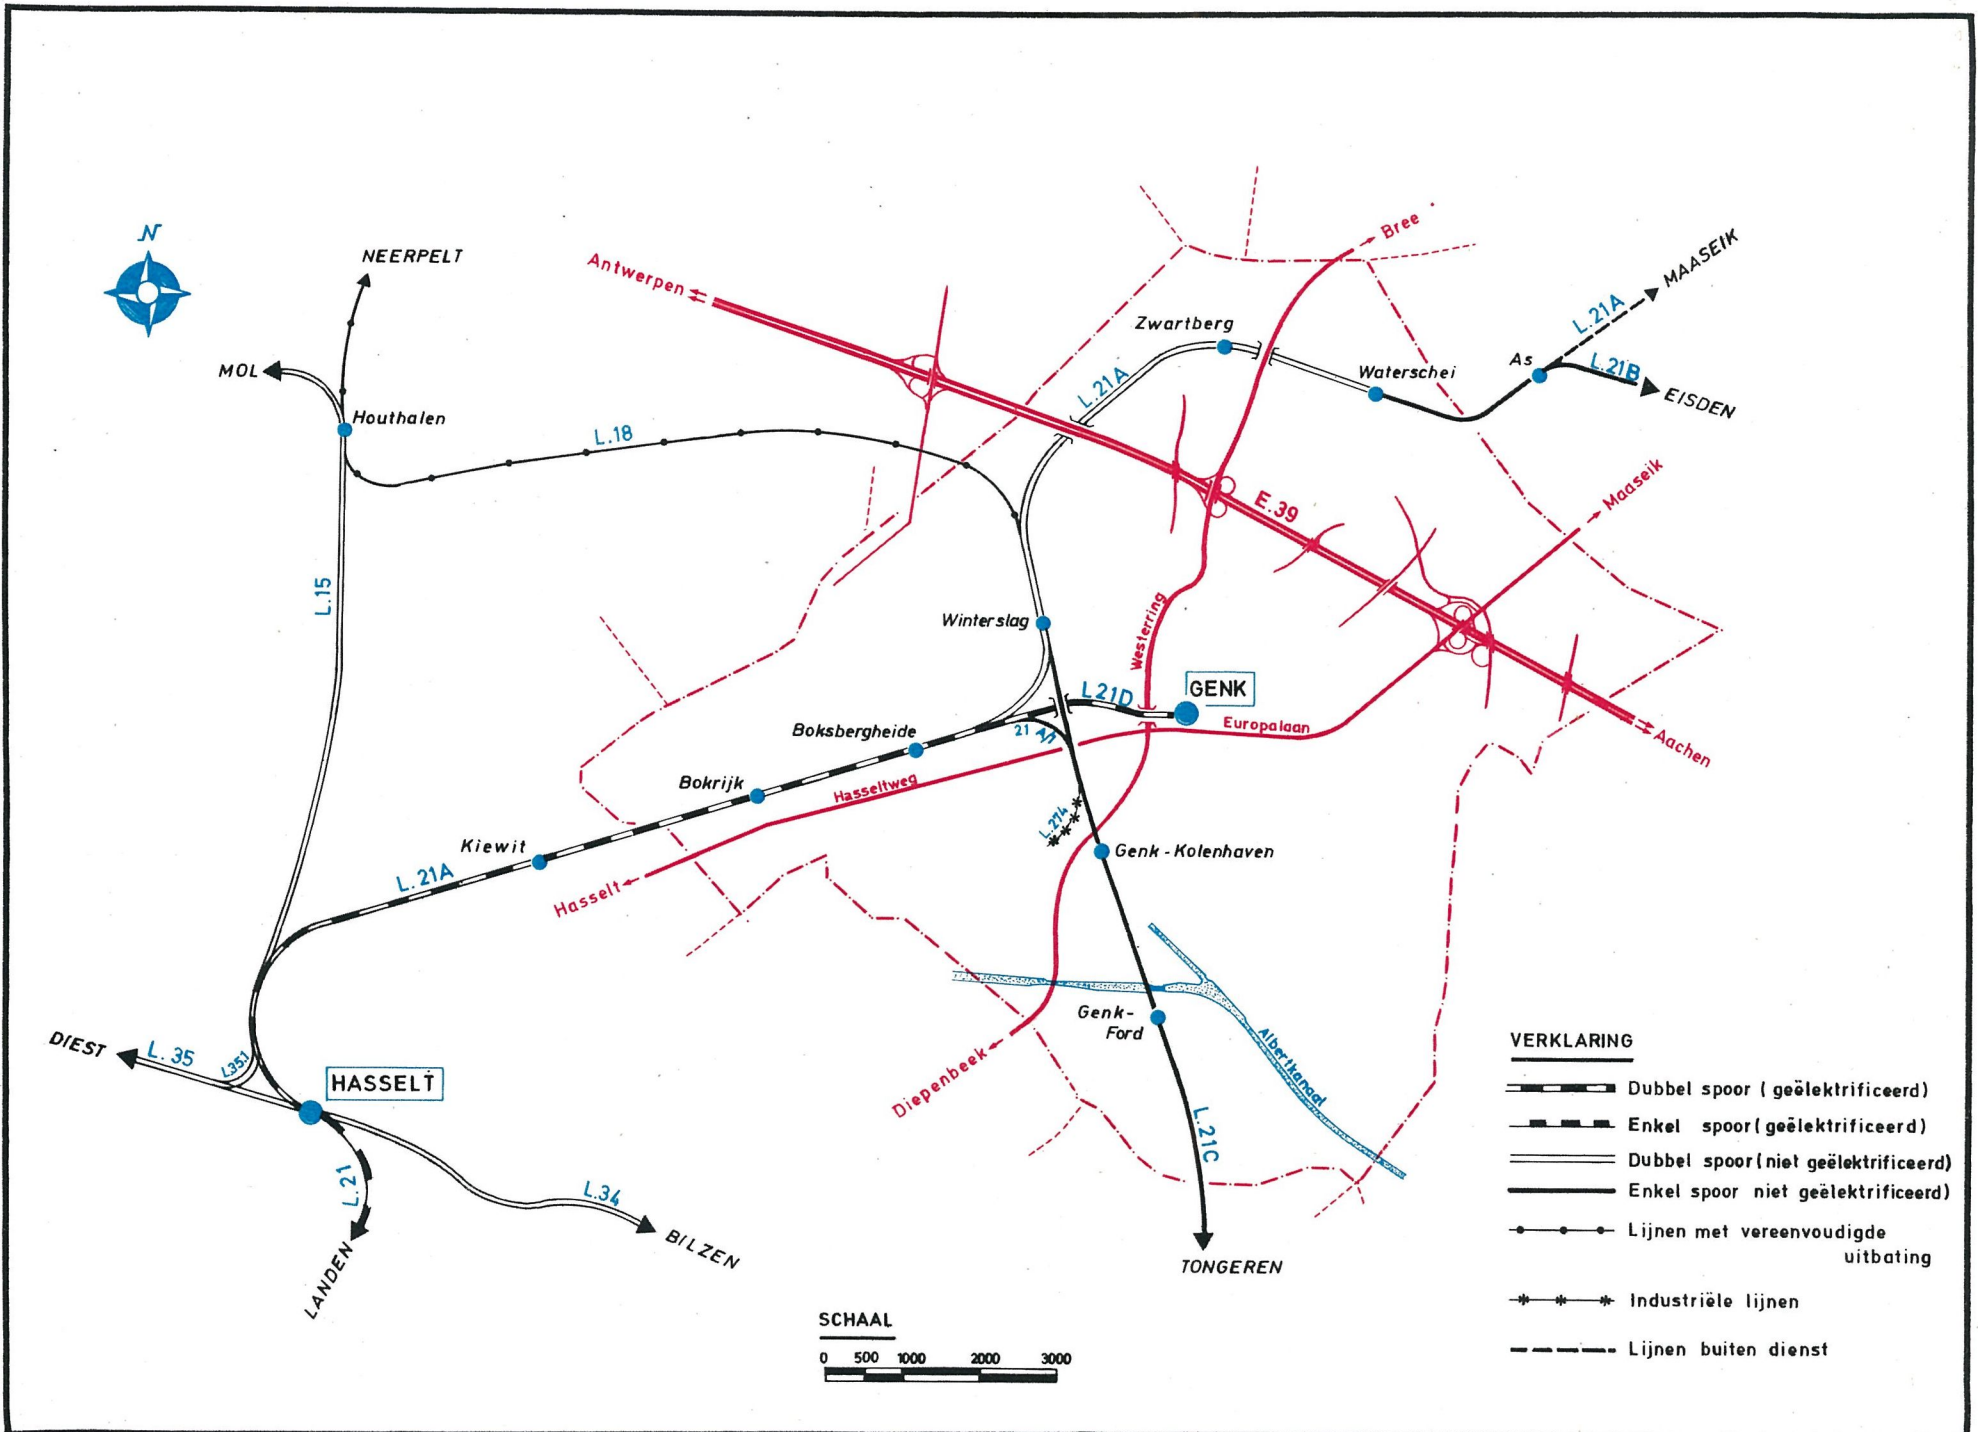 N
NEERPELT
MOL
Houthalen
L.18
L.15
Antwerpen
Bree
Zwartberg
L.21A
Waterschei
As
L.21A
MAASEIK
L.21B
EISDEN
Maaseik
E.39
Westerring
Winterslag
L21D
GENK
Europalaan
Aachen
Boksbergheide
21 A/1
Bokrijk
Hasseltweg
Kiewit
L.21A
Hasselt
L.274
Genk - Kolenhaven
Genk-
Ford
Albertkanaal
Diepenbeek
L.21C
TONGEREN
DIEST
L.35
L35.1
HASSELT
L.21
LANDEN
L.34
BILZEN
SCHAAL
0 500 1000 2000 3000
VERKLARING
Dubbel spoor ( geëlektrificeerd)
Enkel spoor( geëlektrificeerd)
Dubbel spoor(niet geëlektrificeerd)
Enkel spoor niet geëlektrificeerd)
Lijnen met vereenvoudigde
uitbating
Industriële lijnen
Lijnen buiten dienst